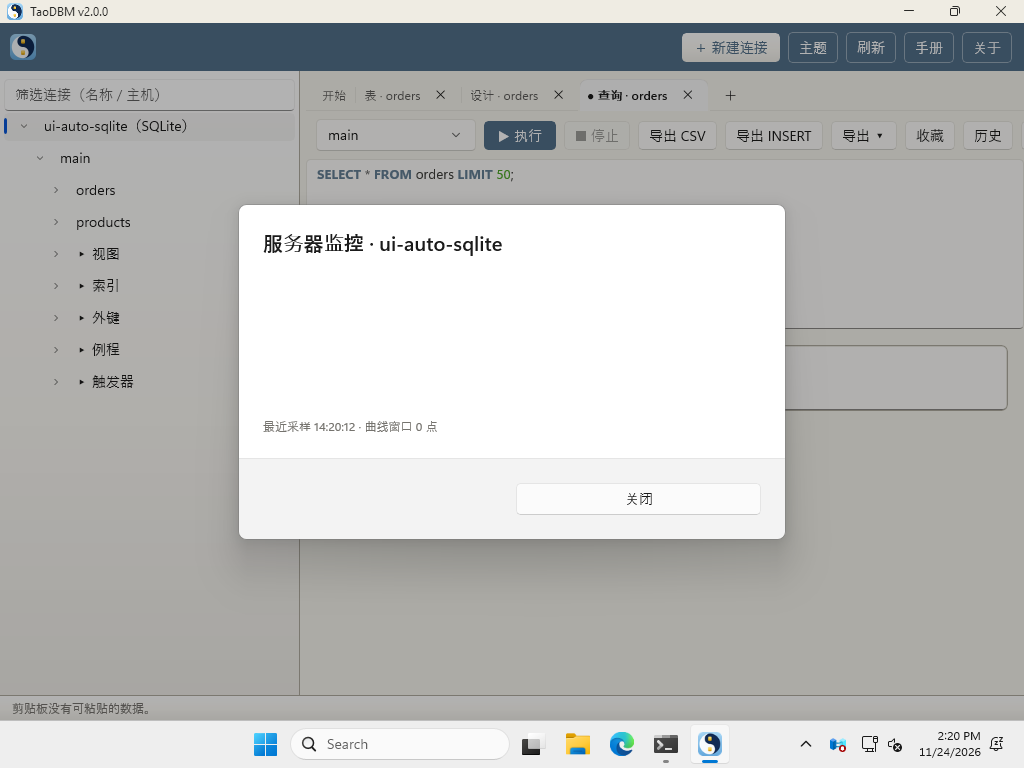 TaoDBM v2.0.0
+ 新建连接
主题
刷新
手册
关于
筛选连接（名称 / 主机）
开始
表 · orders
设计 · orders
● 查询 · orders
ui-auto-sqlite（SQLite）
main
▶ 执行
停止
导出 CSV
导出 INSERT
导出 ▾
收藏
历史
main
SELECT * FROM orders LIMIT 50;
orders
products
▸ 视图
▸ 索引
▸ 外键
▸ 例程
▸ 触发器
服务器监控 · ui-auto-sqlite
最近采样 14:20:12 · 曲线窗口 0 点
关闭
剪贴板没有可粘贴的数据。
Search
2:20 PM
11/24/2026